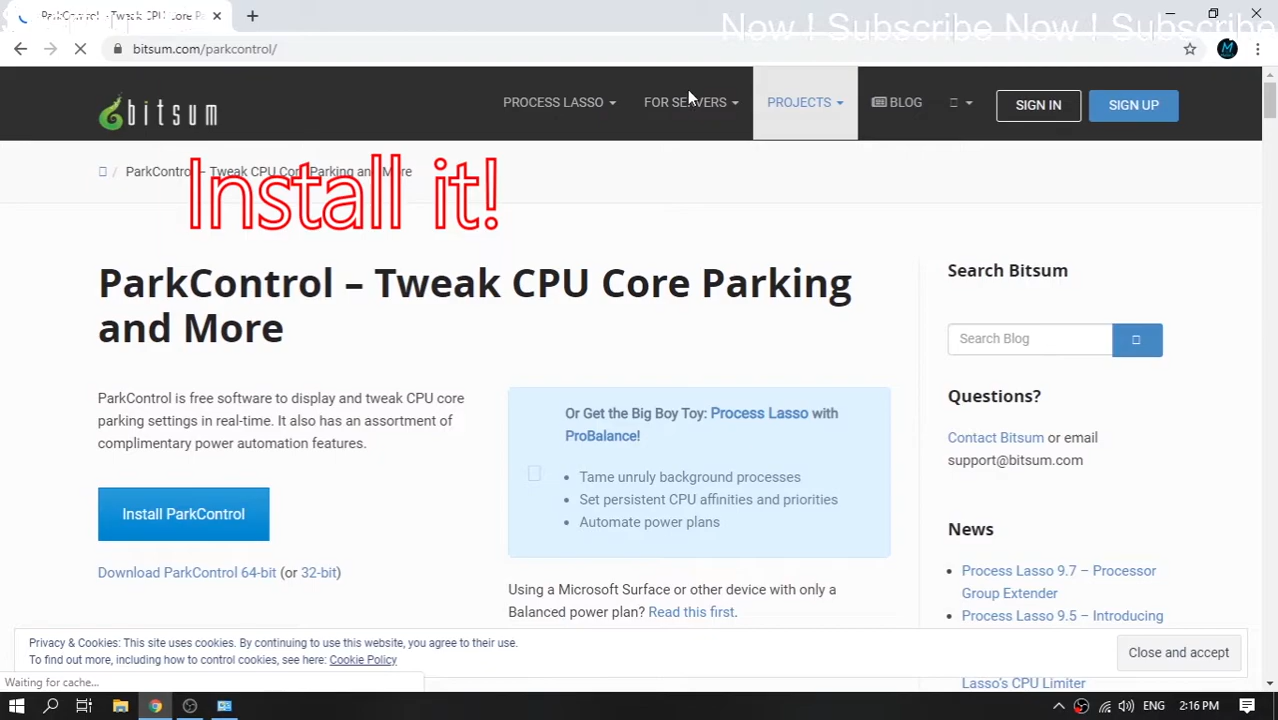 ParkControl – Tweak CPU Core P
Now ! Subscribe Now ! Subscribe
bitsum.com/parkcontrol/
bitsum
PROCESS LASSO
FOR SERVERS
PROJECTS
BLOG
SIGN IN
SIGN UP
ParkControl – Tweak CPU Core Parking and More
Install it!
ParkControl – Tweak CPU Core Parking
and More
ParkControl is free software to display and tweak CPU core
parking settings in real-time. It also has an assortment of
complimentary power automation features.
Install ParkControl
Download ParkControl 64-bit (or 32-bit)
Or Get the Big Boy Toy: Process Lasso with
ProBalance!
• Tame unruly background processes
• Set persistent CPU affinities and priorities
• Automate power plans
Using a Microsoft Surface or other device with only a
Balanced power plan? Read this first.
Search Bitsum
Search Blog
Questions?
Contact Bitsum or email
support@bitsum.com
News
• Process Lasso 9.7 – Processor
Group Extender
• Process Lasso 9.5 – Introducing
Lasso's CPU Limiter
Privacy & Cookies: This site uses cookies. By continuing to use this website, you agree to their use.
To find out more, including how to control cookies, see here: Cookie Policy
Close and accept
Waiting for cache...
ENG
2:16 PM